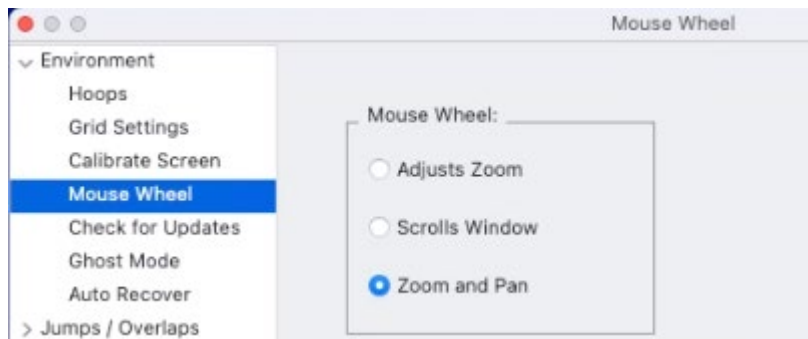 Mouse Wheel
Environment
Hoops
Grid Settings
Calibrate Screen
Mouse Wheel
Check for Updates
Ghost Mode
Auto Recover
Jumps / Overlaps
Mouse Wheel:
Adjusts Zoom
Scrolls Window
Zoom and Pan